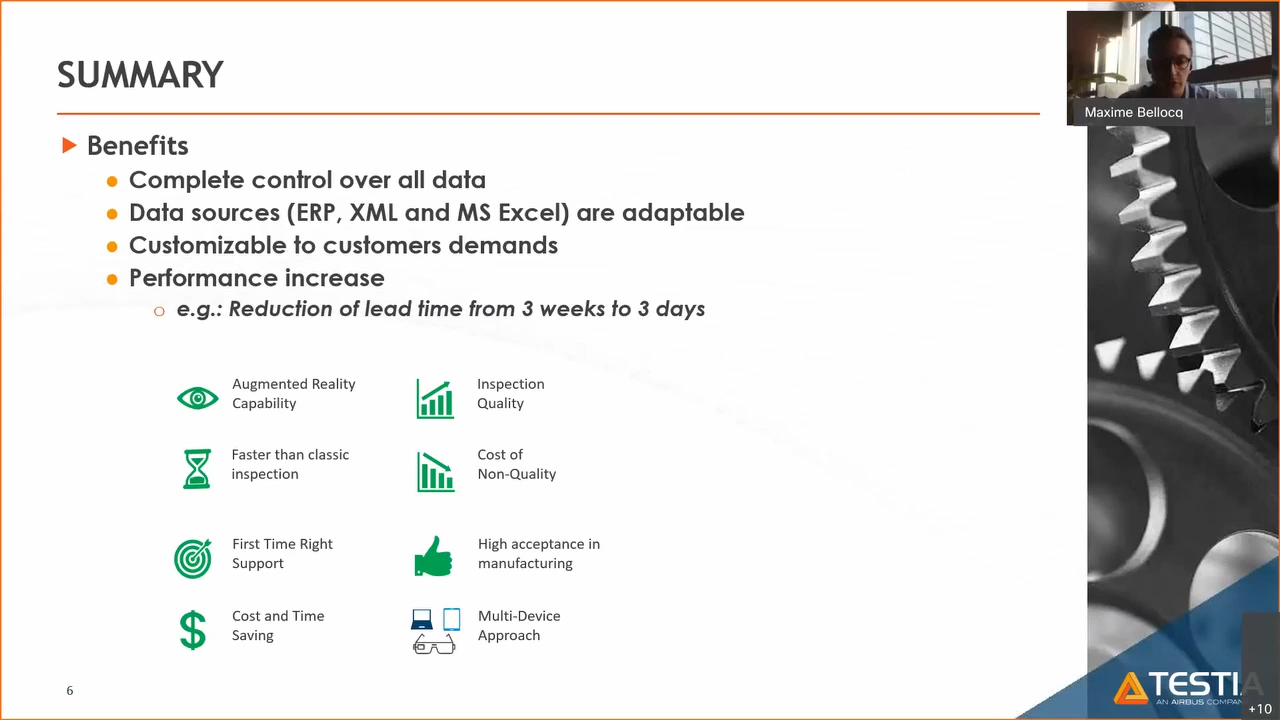 SUMMARY
Maxime Bellocq
Benefits
Complete control over all data
Data sources (ERP, XML and MS Excel) are adaptable
Customizable to customers demands
Performance increase
e.g.: Reduction of lead time from 3 weeks to 3 days
Augmented Reality
Capability
Inspection
Quality
Faster than classic
inspection
Cost of
Non-Quality
First Time Right
Support
High acceptance in
manufacturing
Cost and Time
Saving
Multi-Device
Approach
6
TESTIA
AN AIRBUS COMPAN
+10